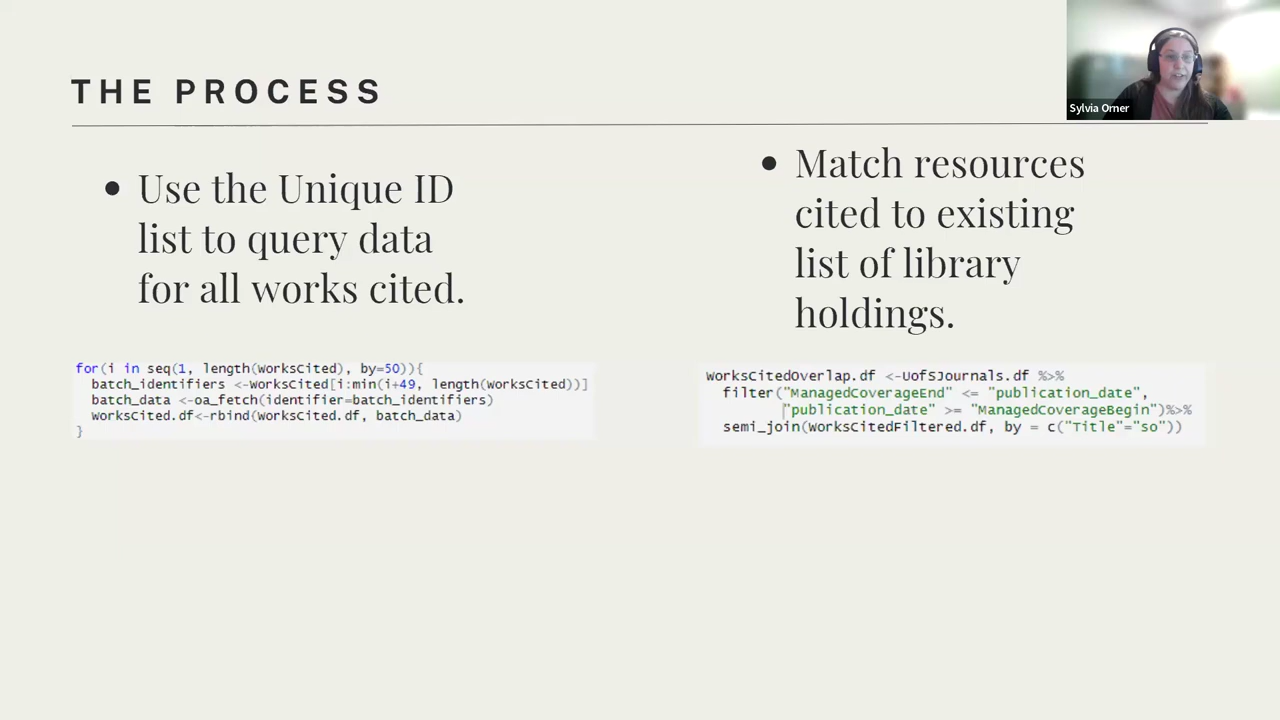 THE PROCESS
Sylvia Orner
• Use the Unique ID
list to query data
for all works cited.
• Match resources
cited to existing
list of library
holdings.
for(i in seq(1, length(worksCited), by=50)){
batch_identifiers <-worksCited[i:min(i+49, length(worksCited))]
batch_data <-oa_fetch(identifier=batch_identifiers)
worksCited.df<-rbind(worksCited.df, batch_data)
}
worksCitedOverlap.df <-UofSJournals.df %>%
filter("ManagedCoverageEnd" <= "publication_date",
"publication_date" >= "ManagedCoverageBegin")%>%
semi_join(worksCitedFiltered.df, by = c("Title"="so"))